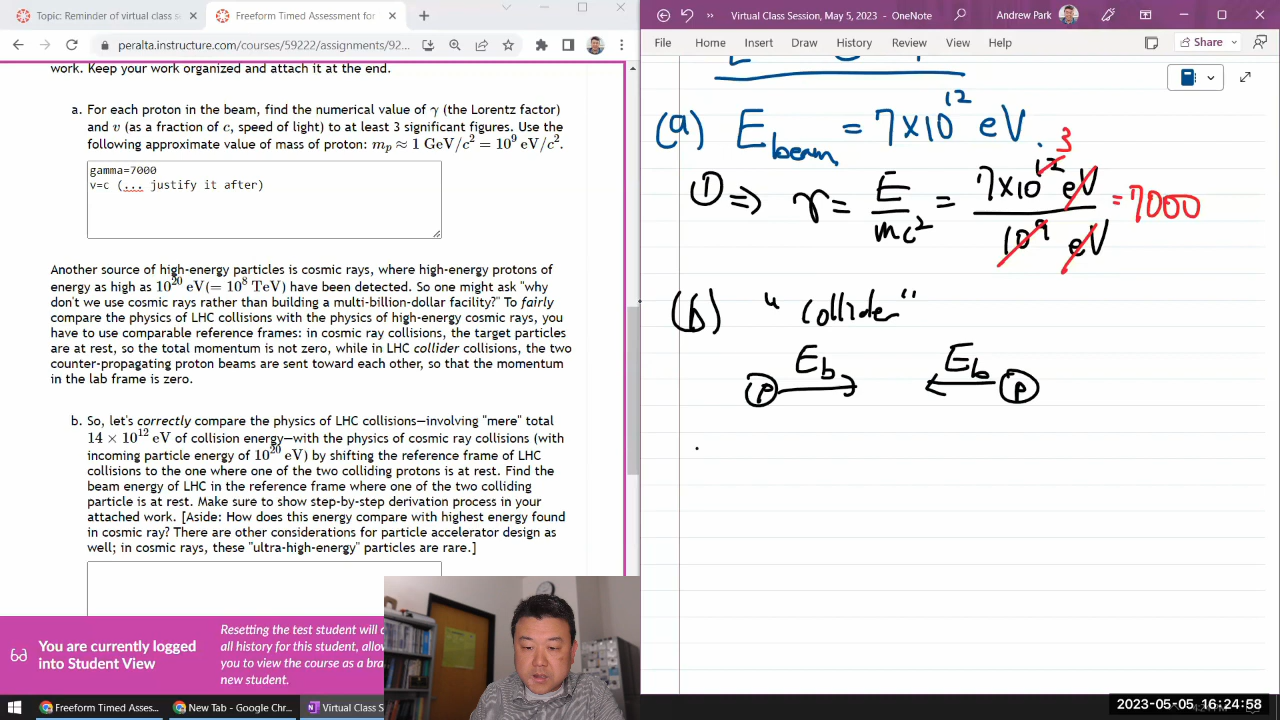 Topic: Reminder of virtual class s
Freeform Timed Assessment for
peralta.instructure.com/courses/59222/assignments/92...
work. Keep your work organized and attach it at the end.
a. For each proton in the beam, find the numerical value of γ (the Lorentz factor)
and v (as a fraction of c, speed of light) to at least 3 significant figures. Use the
following approximate value of mass of proton: m_p ≈ 1 GeV/c² = 10⁹ eV/c².
gamma=7000
v=c (... justify it after)
Another source of high-energy particles is cosmic rays, where high-energy protons of
energy as high as 10²⁰ eV(= 10⁸ TeV) have been detected. So one might ask "why
don't we use cosmic rays rather than building a multi-billion-dollar facility?" To fairly
compare the physics of LHC collisions with the physics of high-energy cosmic rays, you
have to use comparable reference frames: in cosmic ray collisions, the target particles
are at rest, so the total momentum is not zero, while in LHC collider collisions, the two
counter-propagating proton beams are sent toward each other, so that the momentum
in the lab frame is zero.
b. So, let's correctly compare the physics of LHC collisions—involving "mere" total
14 × 10¹² eV of collision energy—with the physics of cosmic ray collisions (with
incoming particle energy of 10²⁰ eV) by shifting the reference frame of LHC
collisions to the one where one of the two colliding protons is at rest. Find the
beam energy of LHC in the reference frame where one of the two colliding
particle is at rest. Make sure to show step-by-step derivation process in your
attached work. [Aside: How does this energy compare with highest energy found
in cosmic ray? There are other considerations for particle accelerator design as
well; in cosmic rays, these "ultra-high-energy" particles are rare.]
You are currently logged
into Student View
Resetting the test student will c
all history for this student, allow
you to view the course as a bra
new student.
Freeform Timed Asses...
New tab - Google Chr...
Virtual Class S
Virtual Class Session, May 5, 2023 - OneNote
Andrew Park
File Home Insert Draw History Review View Help
Share
(a) E_beam = 7×10¹² eV.
① ⇒ γ = E/mc² = 7×10¹² eV / 10⁹ eV = 7000
3
(b) "collider"
E_b E_b
P P
2023-05-05 16:24:58